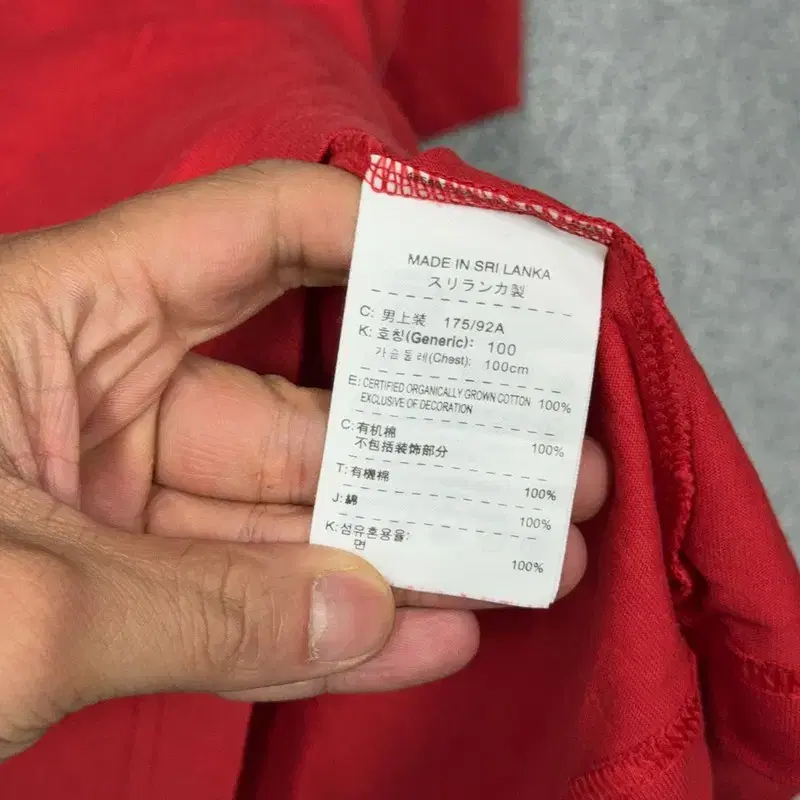 MADE IN SRI LANKA
スリランカ製
C: 男上装 175/92A
K: 호칭(Generic): 100
가슴둘레(Chest): 100cm
E: CERTIFIED ORGANICALLY GROWN COTTON 100%
EXCLUSIVE OF DECORATION
C: 有机棉 100%
不包括装饰部分
T: 有機棉 100%
J: 綿 100%
K: 섬유혼용율:
면 100%